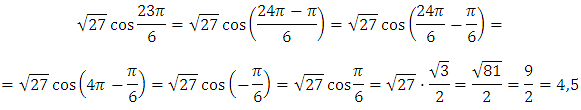 √27 cos 23π/6 = √27 cos((24π − π)/6) = √27 cos(24π/6 − π/6) =
= √27 cos(4π − π/6) = √27 cos(−π/6) = √27 cos π/6 = √27 · √3/2 = √81/2 = 9/2 = 4,5